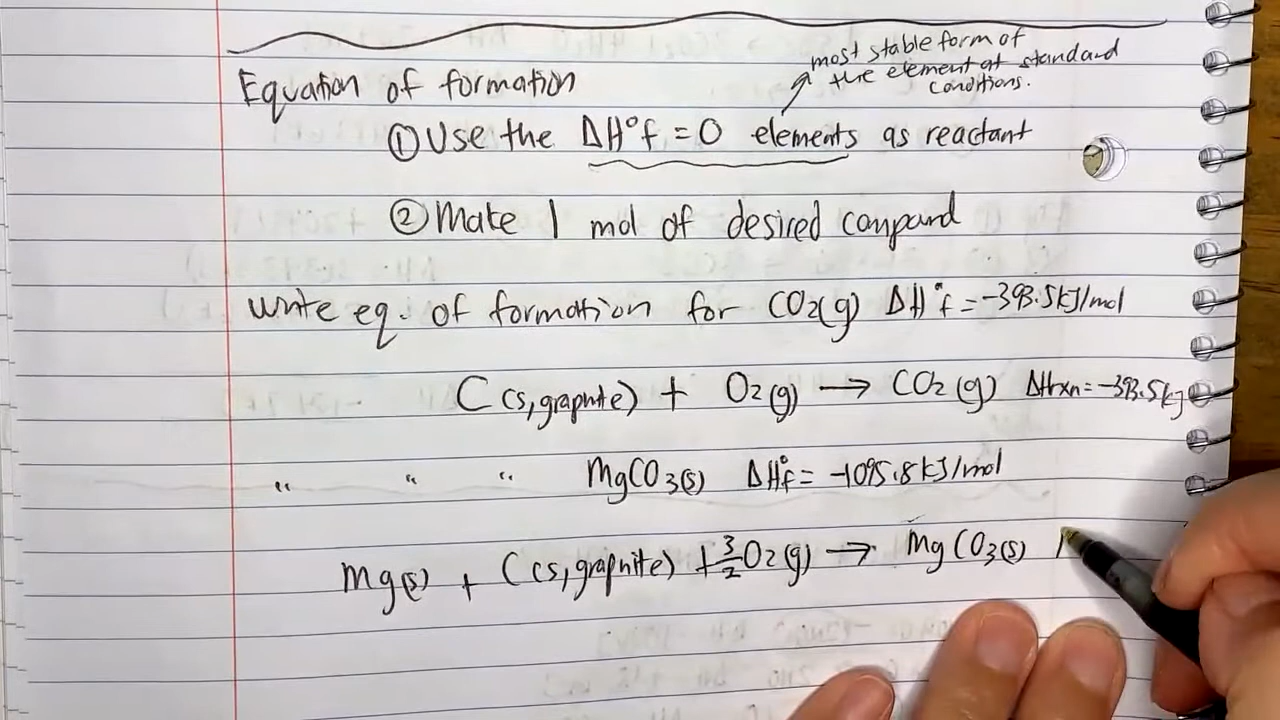 most stable form of
the element at standard
conditions.
Equation of formation
① Use the ΔH°f = 0 elements as reactant
② Make 1 mol of desired compound
Write eq. of formation for CO2(g) ΔH°f = -393.5kJ/mol
C(s,graphite) + O2(g) → CO2(g) ΔHrxn = -393.5kJ
" " " MgCO3(s) ΔH°f = -1095.8kJ/mol
Mg(s) + C(s,graphite) + 3/2 O2(g) → MgCO3(s)